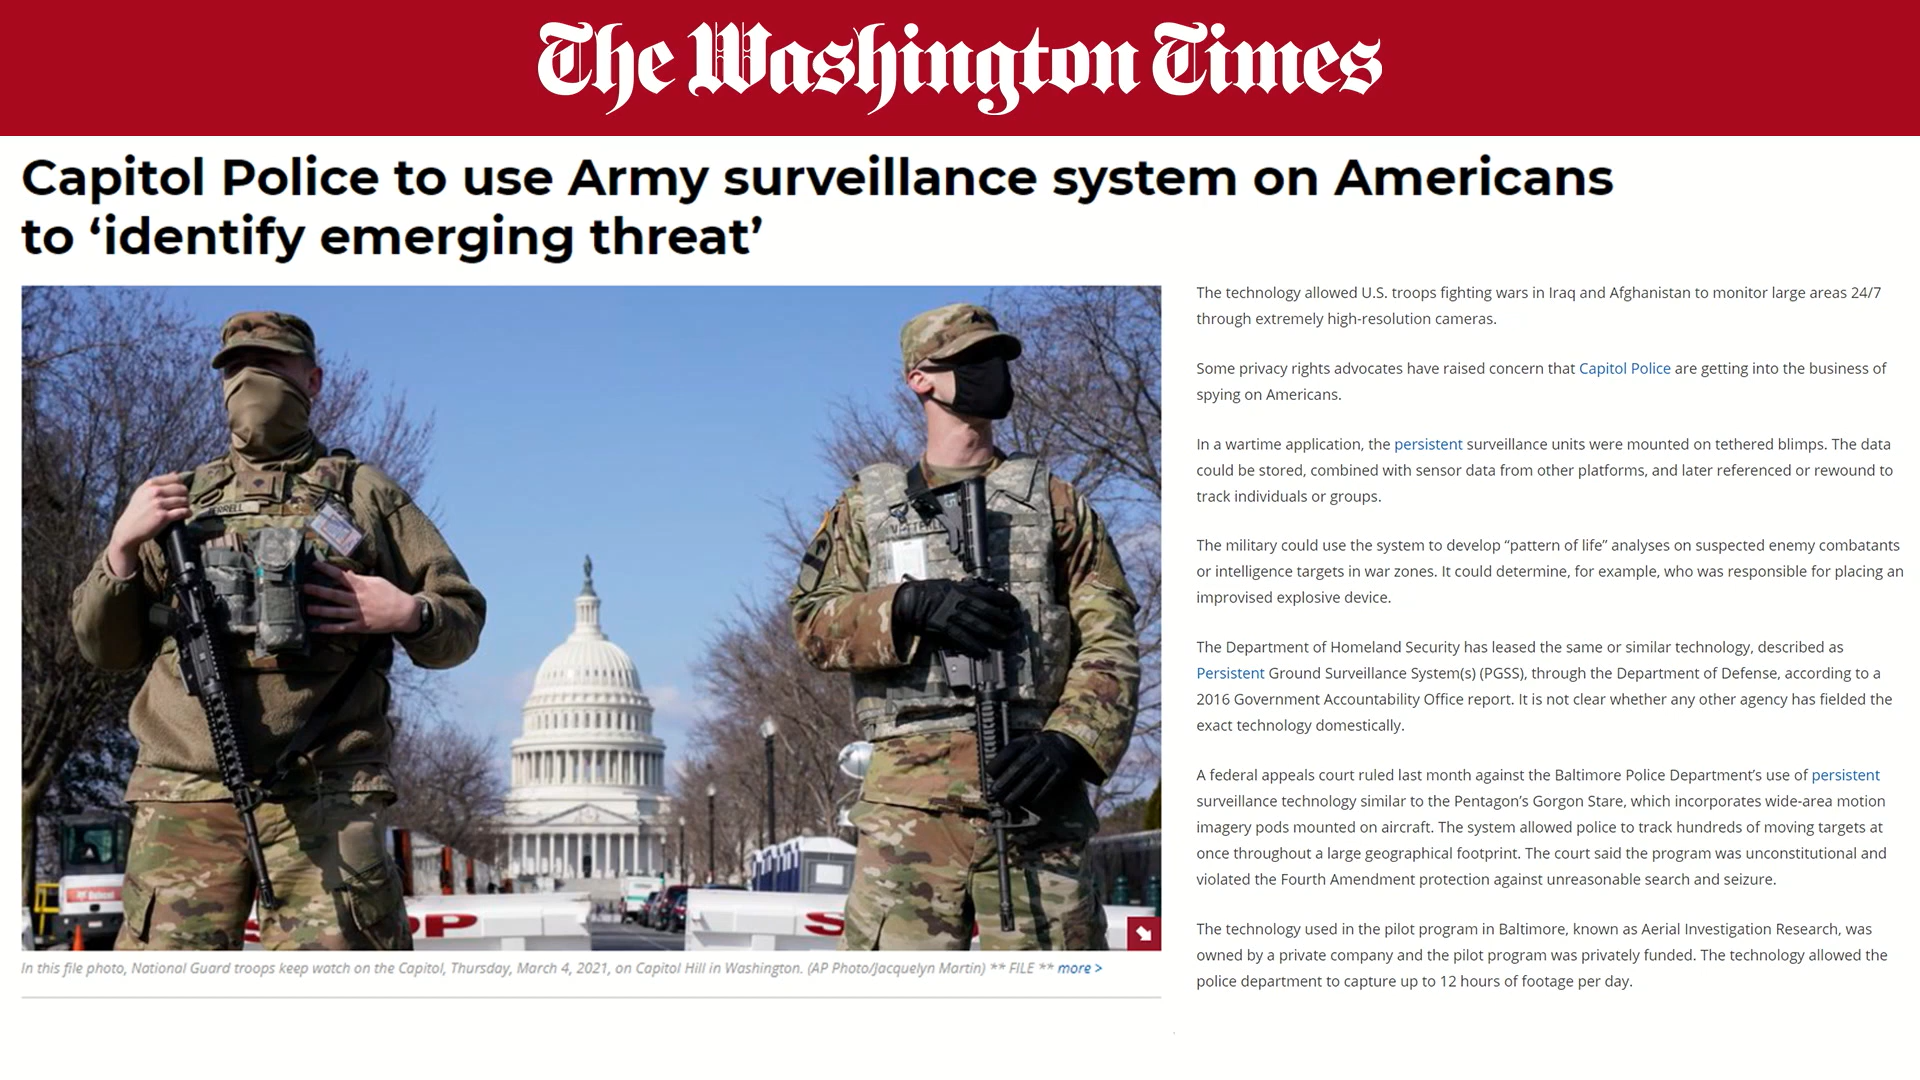 The Washington Times
Capitol Police to use Army surveillance system on Americans
to ‘identify emerging threat’
The technology allowed U.S. troops fighting wars in Iraq and Afghanistan to monitor large areas 24/7
through extremely high-resolution cameras.
Some privacy rights advocates have raised concern that Capitol Police are getting into the business of
spying on Americans.
In a wartime application, the persistent surveillance units were mounted on tethered blimps. The data
could be stored, combined with sensor data from other platforms, and later referenced or rewound to
track individuals or groups.
The military could use the system to develop “pattern of life” analyses on suspected enemy combatants
or intelligence targets in war zones. It could determine, for example, who was responsible for placing an
improvised explosive device.
The Department of Homeland Security has leased the same or similar technology, described as
Persistent Ground Surveillance System(s) (PGSS), through the Department of Defense, according to a
2016 Government Accountability Office report. It is not clear whether any other agency has fielded the
exact technology domestically.
A federal appeals court ruled last month against the Baltimore Police Department’s use of persistent
surveillance technology similar to the Pentagon’s Gorgon Stare, which incorporates wide-area motion
imagery pods mounted on aircraft. The system allowed police to track hundreds of moving targets at
once throughout a large geographical footprint. The court said the program was unconstitutional and
violated the Fourth Amendment protection against unreasonable search and seizure.
The technology used in the pilot program in Baltimore, known as Aerial Investigation Research, was
owned by a private company and the pilot program was privately funded. The technology allowed the
police department to capture up to 12 hours of footage per day.
In this file photo, National Guard troops keep watch on the Capitol, Thursday, March 4, 2021, on Capitol Hill in Washington. (AP Photo/Jacquelyn Martin) ** FILE ** more >